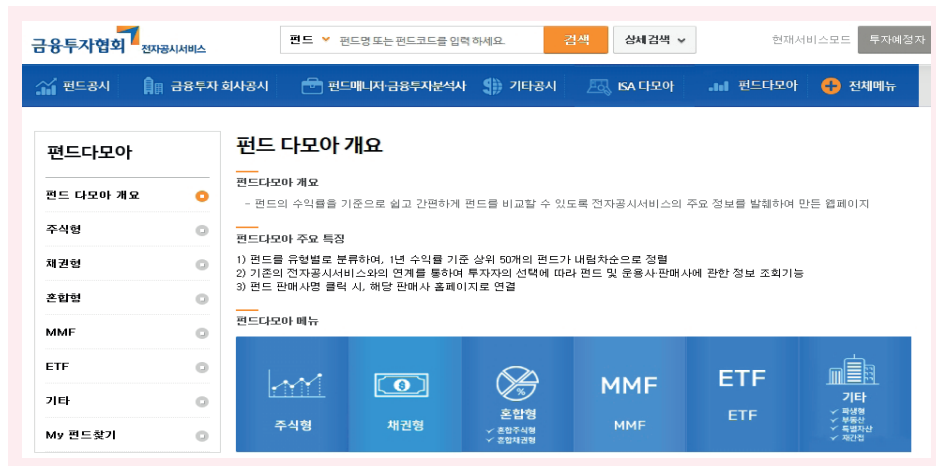 금융투자협회 전자공시서비스
펀드 펀드명 또는 펀드코드를 입력 하세요. 검색 상세검색 현재서비스모드 투자예정자
펀드공시 금융투자 회사공시 펀드매니저·금융투자분석사 기타공시 ISA 다모아 펀드다모아 전체메뉴
펀드다모아
펀드 다모아 개요
주식형
채권형
혼합형
MMF
ETF
기타
My 펀드찾기
펀드 다모아 개요
펀드다모아 개요
- 펀드의 수익률을 기준으로 쉽고 간편하게 펀드를 비교할 수 있도록 전자공시서비스의 주요 정보를 발췌하여 만든 웹페이지
펀드다모아 주요 특징
1) 펀드를 유형별로 분류하여, 1년 수익률 기준 상위 50개의 펀드가 내림차순으로 정렬
2) 기존의 전자공시서비스와의 연계를 통하여 투자자의 선택에 따라 펀드 및 운용사·판매사에 관한 정보 조회기능
3) 펀드 판매사명 클릭 시, 해당 판매사 홈페이지로 연결
펀드다모아 메뉴
주식형
채권형
%
혼합형
✓ 혼합주식형
✓ 혼합채권형
MMF
MMF
ETF
ETF
기타
✓ 파생형
✓ 부동산
✓ 특별자산
✓ 재간접